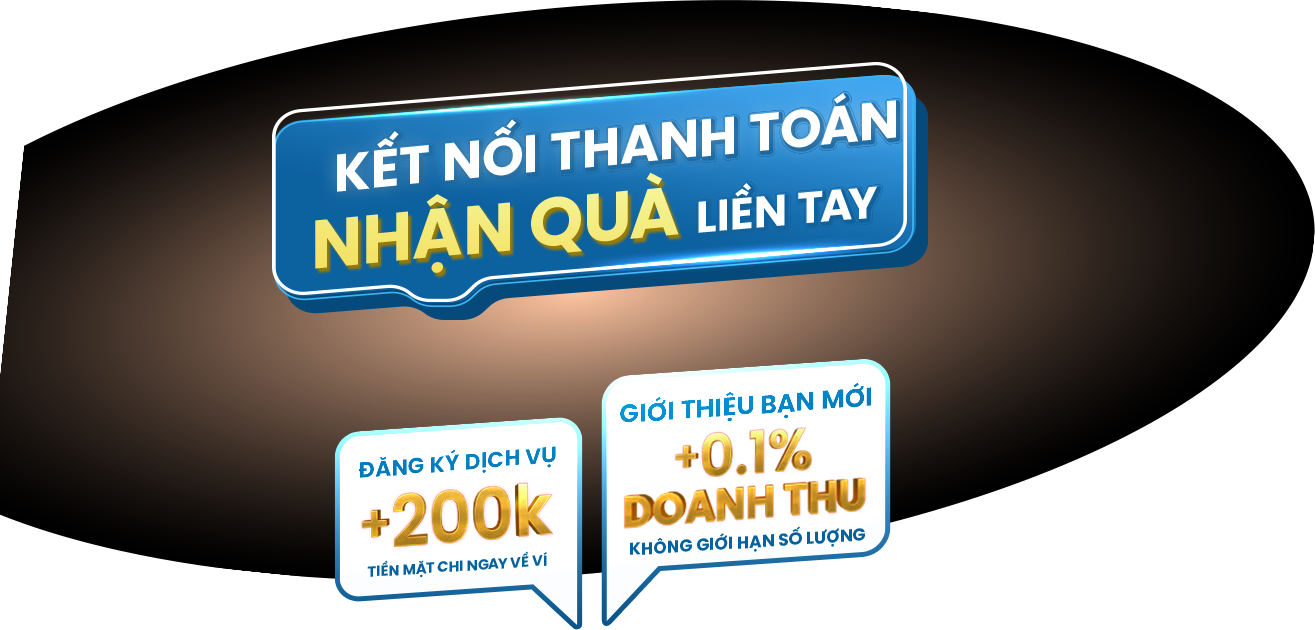 KẾT NỐI THANH TOÁN
NHẬN QUÀ LIỀN TAY
ĐĂNG KÝ DỊCH VỤ
+200k
TIỀN MẶT CHI NGAY VỀ VÍ
GIỚI THIỆU BẠN MỚI
+0.1%
DOANH THU
KHÔNG GIỚI HẠN SỐ LƯỢNG